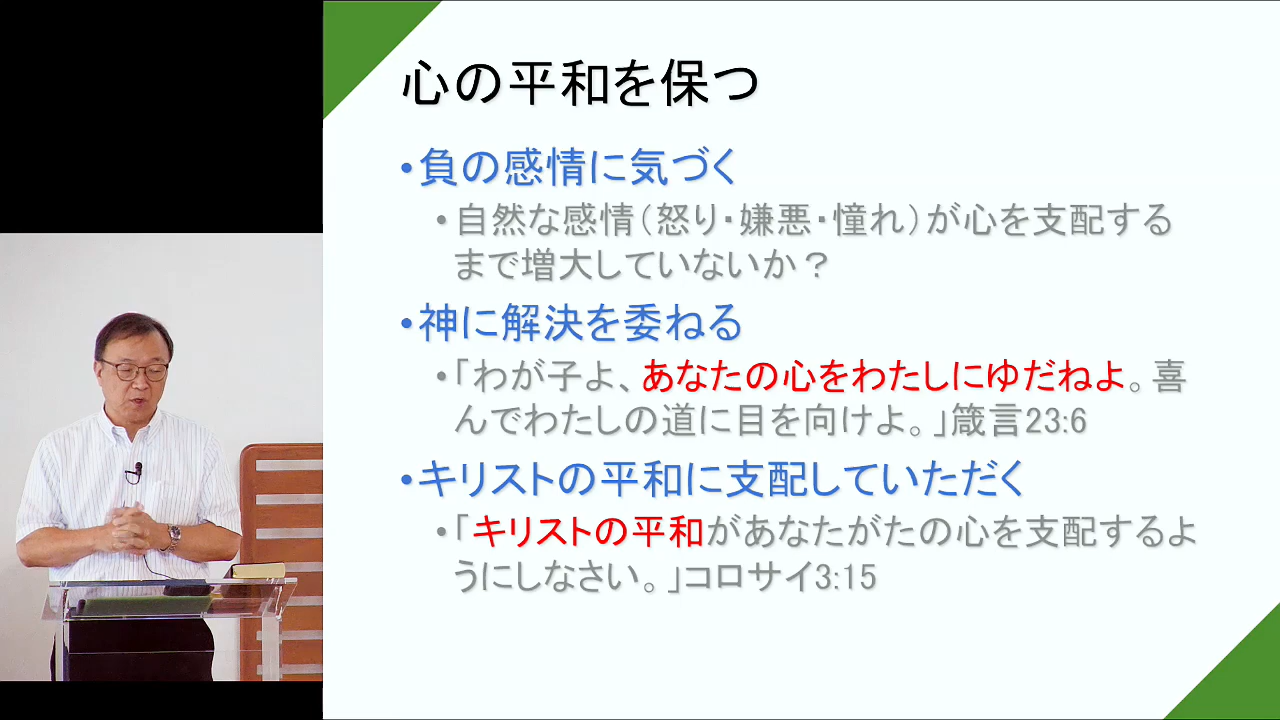 心の平和を保つ
•負の感情に気づく
•自然な感情（怒り・嫌悪・憧れ）が心を支配する
まで増大していないか？
•神に解決を委ねる
•「わが子よ、あなたの心をわたしにゆだねよ。喜
んでわたしの道に目を向けよ。」箴言23:6
•キリストの平和に支配していただく
•「キリストの平和があなたがたの心を支配するよ
うにしなさい。」コロサイ3:15